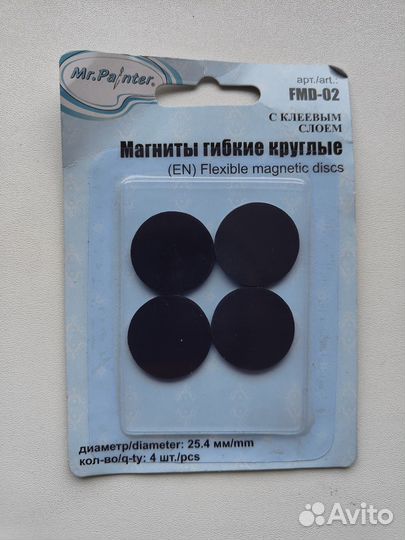 Mr.Painter.
арт./art.:
FMD-02
С КЛЕЕВЫМ
СЛОЕМ
Магниты гибкие круглые
(EN) Flexible magnetic discs
диаметр/diameter: 25.4 мм/mm
кол-во/q-ty: 4 шт./pcs
Avito